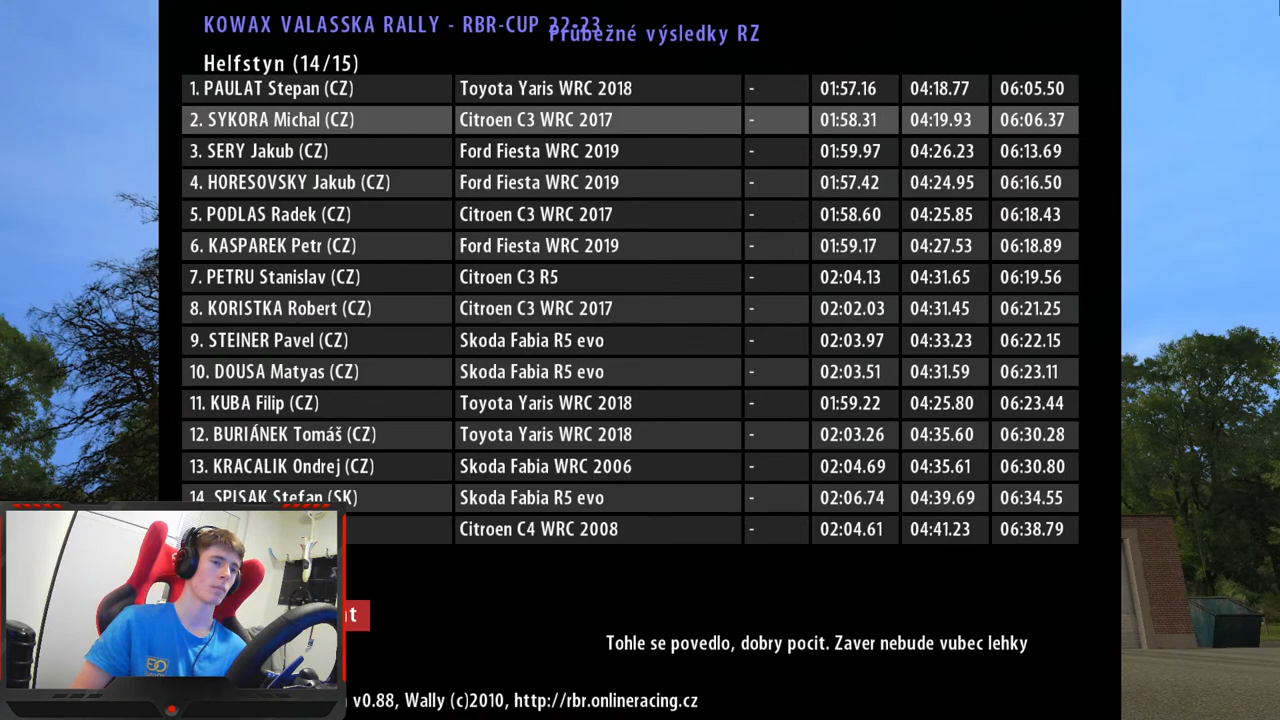 KOWAX VALASSKA RALLY - RBR-CUP 22-23
Průběžné výsledky RZ
Helfstyn (14/15)
1. PAULAT Stepan (CZ) Toyota Yaris WRC 2018 - 01:57.16 04:18.77 06:05.50
2. SYKORA Michal (CZ) Citroen C3 WRC 2017 - 01:58.31 04:19.93 06:06.37
3. SERY Jakub (CZ) Ford Fiesta WRC 2019 - 01:59.97 04:26.23 06:13.69
4. HORESOVSKY Jakub (CZ) Ford Fiesta WRC 2019 - 01:57.42 04:24.95 06:16.50
5. PODLAS Radek (CZ) Citroen C3 WRC 2017 - 01:58.60 04:25.85 06:18.43
6. KASPAREK Petr (CZ) Ford Fiesta WRC 2019 - 01:59.17 04:27.53 06:18.89
7. PETRU Stanislav (CZ) Citroen C3 R5 - 02:04.13 04:31.65 06:19.56
8. KORISTKA Robert (CZ) Citroen C3 WRC 2017 - 02:02.03 04:31.45 06:21.25
9. STEINER Pavel (CZ) Skoda Fabia R5 evo - 02:03.97 04:33.23 06:22.15
10. DOUSA Matyas (CZ) Skoda Fabia R5 evo - 02:03.51 04:31.59 06:23.11
11. KUBA Filip (CZ) Toyota Yaris WRC 2018 - 01:59.22 04:25.80 06:23.44
12. BURIÁNEK Tomáš (CZ) Toyota Yaris WRC 2018 - 02:03.26 04:35.60 06:30.28
13. KRACALIK Ondrej (CZ) Skoda Fabia WRC 2006 - 02:04.69 04:35.61 06:30.80
14. SPISAK Stefan (SK) Skoda Fabia R5 evo - 02:06.74 04:39.69 06:34.55
Citroen C4 WRC 2008 - 02:04.61 04:41.23 06:38.79
Tohle se povedlo, dobry pocit. Zaver nebude vubec lehky
v0.88, Wally (c)2010, http://rbr.onlineracing.cz